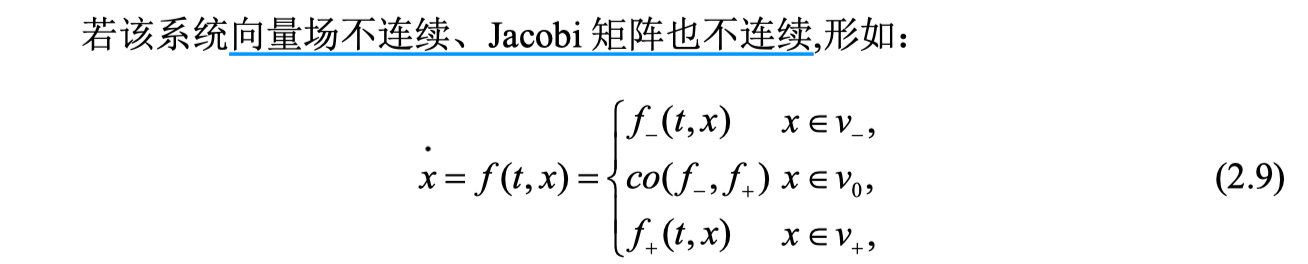 若该系统向量场不连续、Jacobi 矩阵也不连续,形如：
f₋(t,x) x∈v₋,
ẋ = f(t,x) = { co(f₋,f₊) x∈v₀, (2.9)
f₊(t,x) x∈v₊,